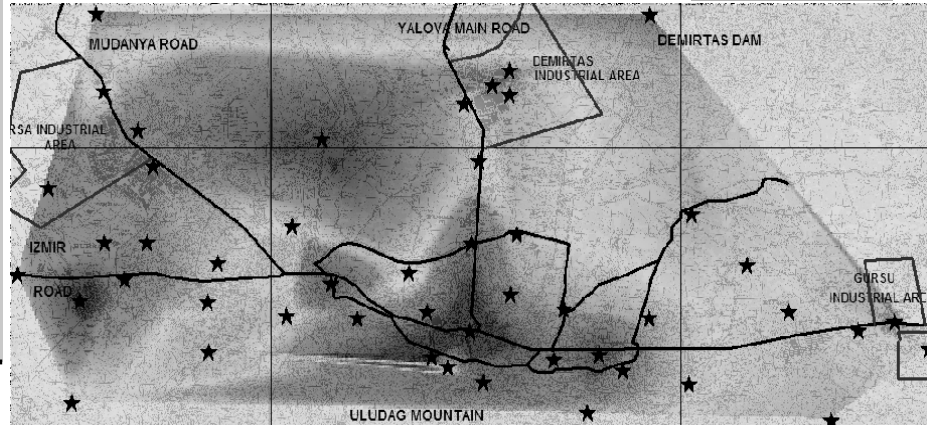 YALOVA MAIN ROAD
MUDANYA ROAD
DEMIRTAS DAM
DEMIRTAS
INDUSTRIAL AREA
RSA INDUSTRIAL
AREA
IZMIR
ROAD
GURSU
INDUSTRIAL ARE
ULUDAG MOUNTAIN